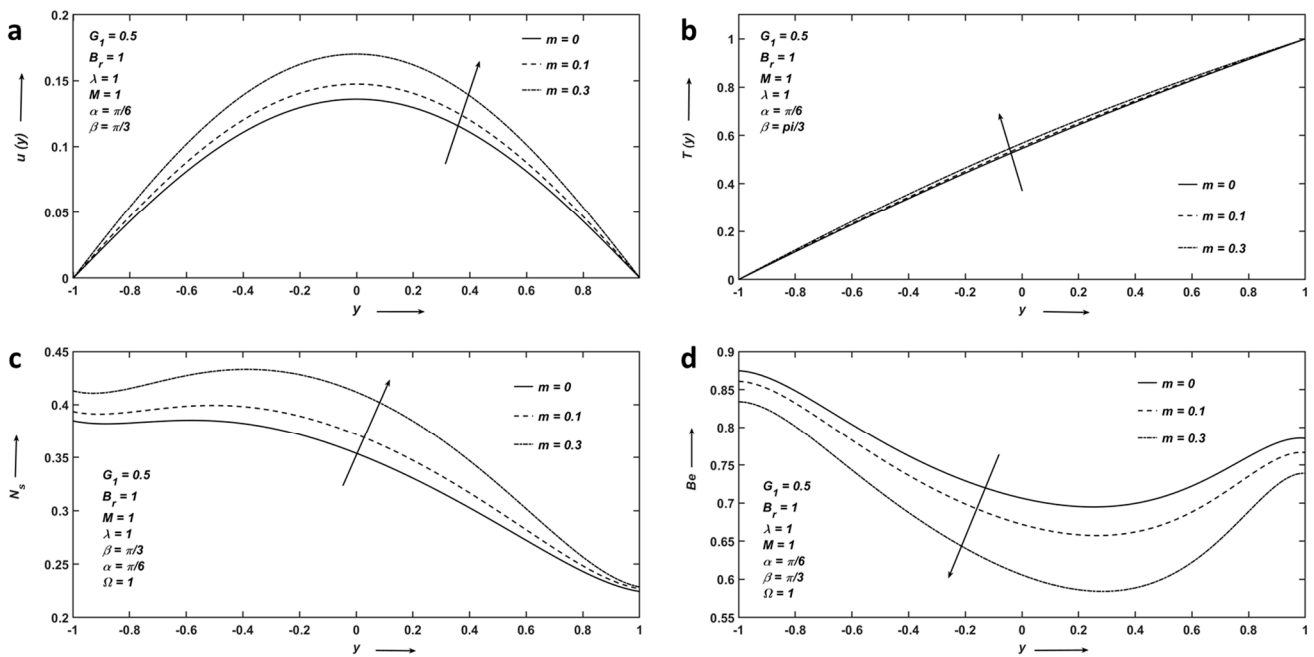 a
0.2
0.15
0.1
0.05
0
u (y)
G1 = 0.5
Br = 1
λ = 1
M = 1
α = π/6
β = π/3
m = 0
m = 0.1
m = 0.3
-1 -0.8 -0.6 -0.4 -0.2 0 0.2 0.4 0.6 0.8 1
y
b
1
0.8
0.6
0.4
0.2
0
T (y)
G1 = 0.5
Br = 1
M = 1
λ = 1
α = π/6
β = pi/3
m = 0
m = 0.1
m = 0.3
-1 -0.8 -0.6 -0.4 -0.2 0 0.2 0.4 0.6 0.8 1
y
c
0.45
0.4
0.35
0.3
0.25
0.2
Ns
m = 0
m = 0.1
m = 0.3
G1 = 0.5
Br = 1
M = 1
λ = 1
β = π/3
α = π/6
Ω = 1
-1 -0.8 -0.6 -0.4 -0.2 0 0.2 0.4 0.6 0.8 1
y
d
0.9
0.85
0.8
0.75
0.7
0.65
0.6
0.55
Be
m = 0
m = 0.1
m = 0.3
G1 = 0.5
Br = 1
λ = 1
M = 1
α = π/6
β = π/3
Ω = 1
-1 -0.8 -0.6 -0.4 -0.2 0 0.2 0.4 0.6 0.8 1
y